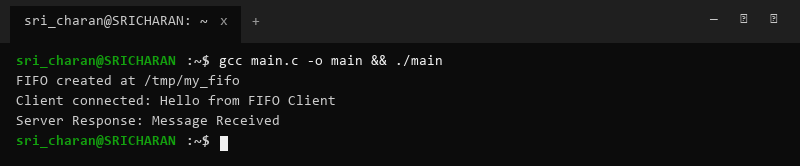 sri_charan@SRICHARAN: ~ x +
sri_charan@SRICHARAN :~$ gcc main.c -o main && ./main
FIFO created at /tmp/my_fifo
Client connected: Hello from FIFO Client
Server Response: Message Received
sri_charan@SRICHARAN :~$